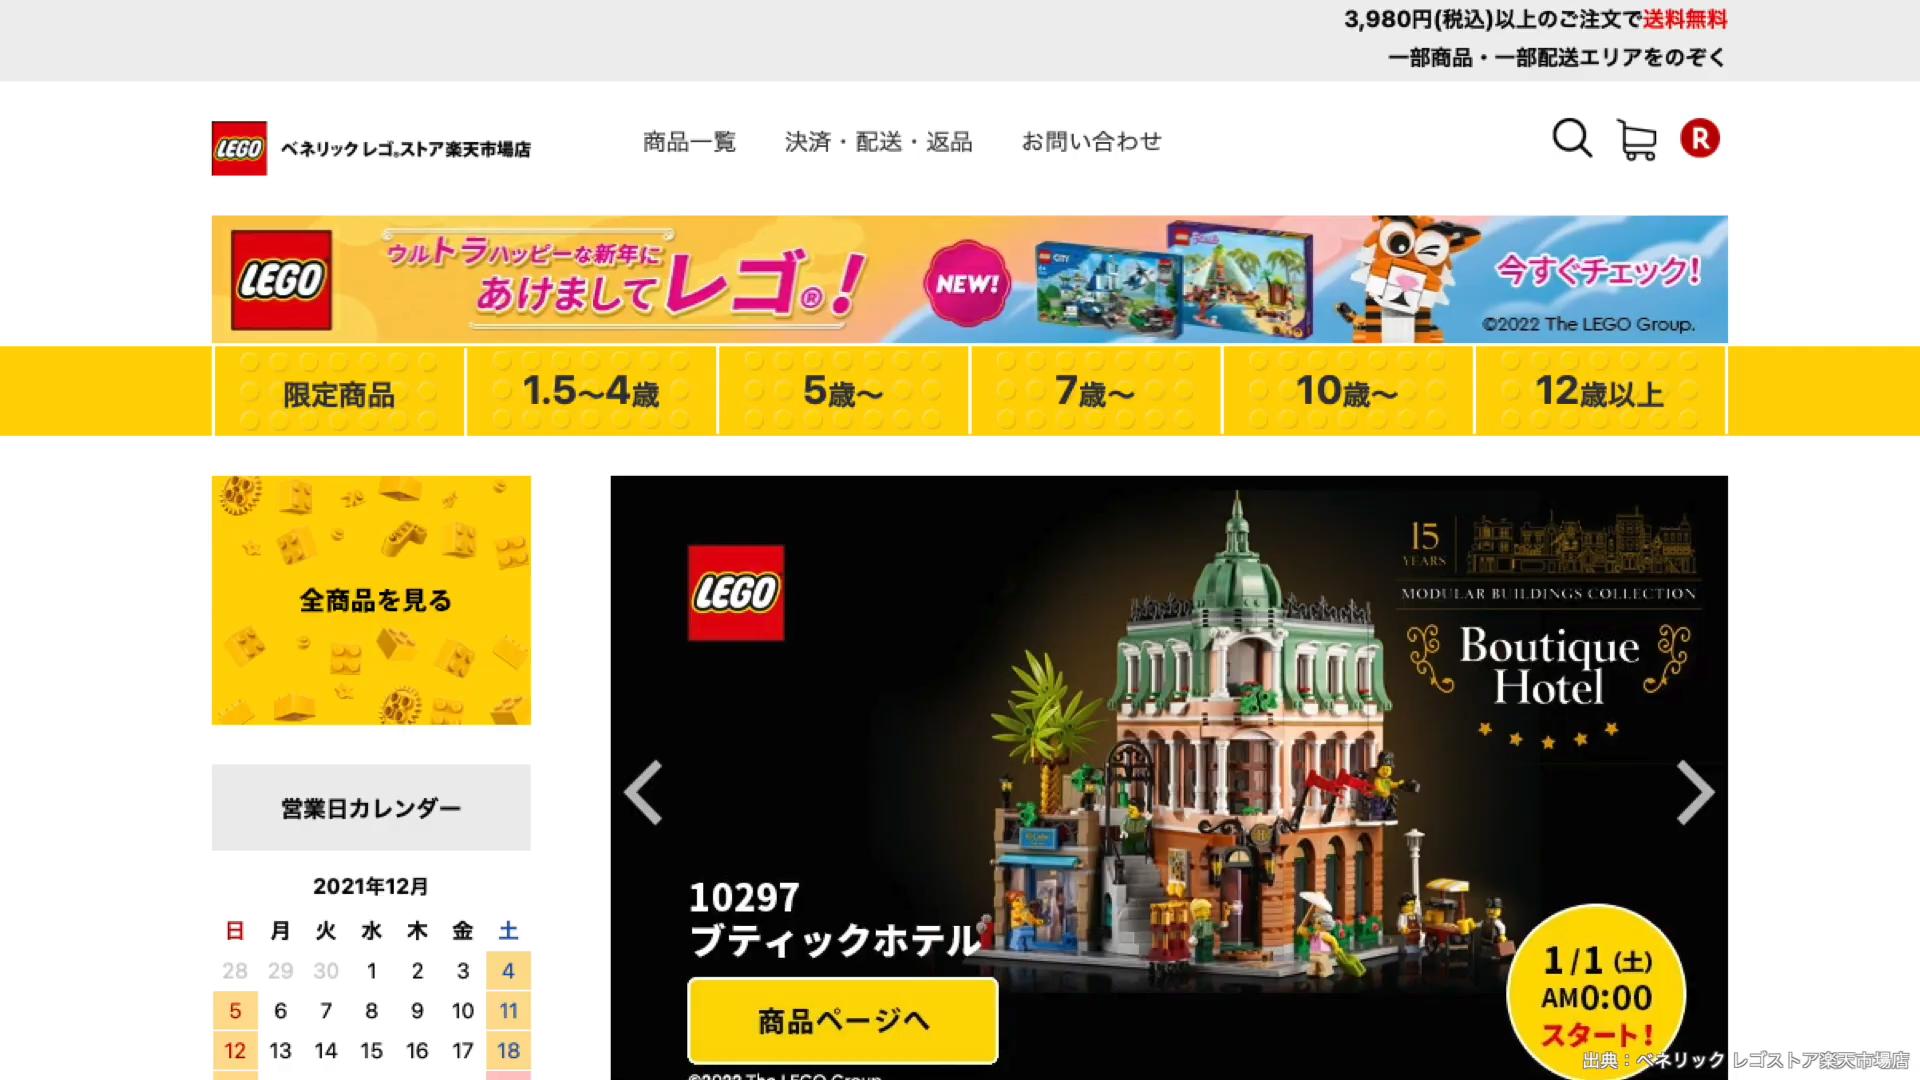 3,980円(税込)以上のご注文で送料無料
一部商品・一部配送エリアをのぞく
LEGO
ベネリック レゴ®ストア楽天市場店
商品一覧
決済・配送・返品
お問い合わせ
R
LEGO
ウルトラハッピーな新年に
あけましてレゴ®！
NEW!
LEGO CITY
LEGO Friends
今すぐチェック！
©2022 The LEGO Group.
限定商品
1.5〜4歳
5歳〜
7歳〜
10歳〜
12歳以上
全商品を見る
LEGO
15
YEARS
MODULAR BUILDINGS COLLECTION
Boutique
Hotel
H
10297
ブティックホテル
商品ページへ
1/1(土)
AM0:00
スタート！
©2022 The LEGO Group.
営業日カレンダー
2021年12月
日 月 火 水 木 金 土
28 29 30 1 2 3 4
5 6 7 8 9 10 11
12 13 14 15 16 17 18
出典：ベネリック レゴストア楽天市場店